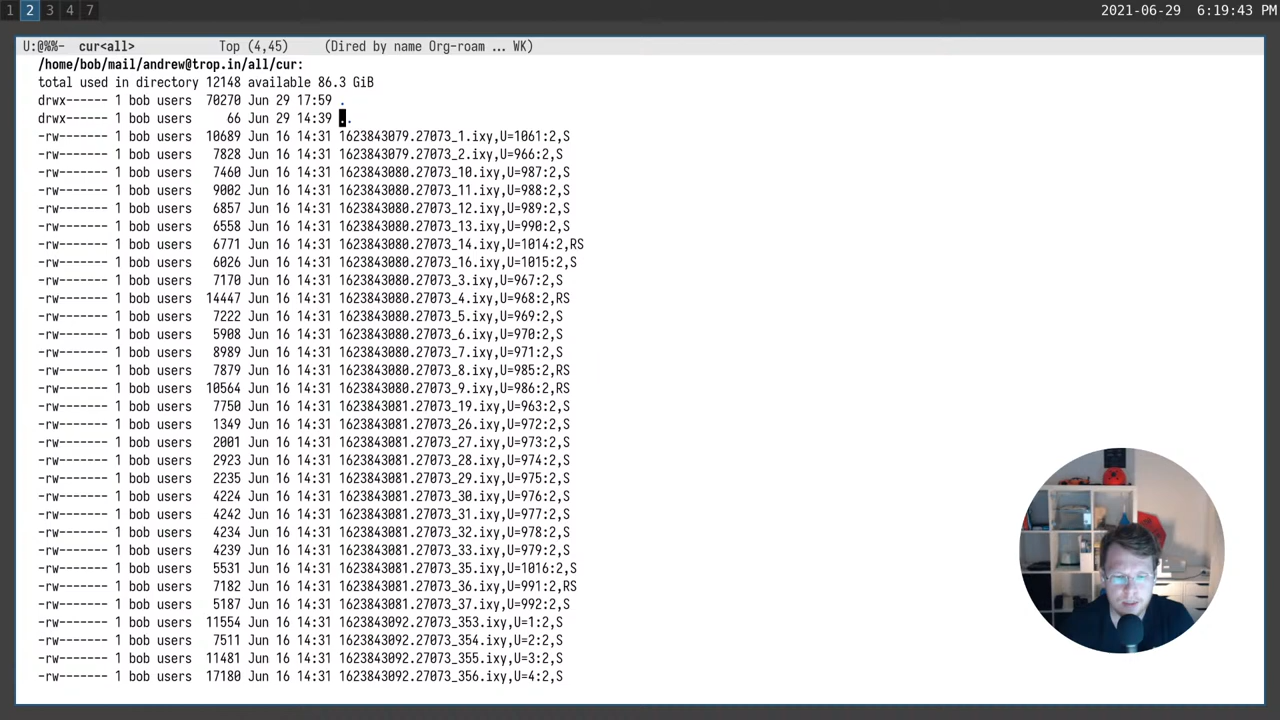 1 2 3 4 7 2021-06-29 6:19:43 PM
U:@%%- cur<all> Top (4,45) (Dired by name Org-roam ... WK)
/home/bob/mail/andrew@trop.in/all/cur:
total used in directory 12148 available 86.3 GiB
drwx------ 1 bob users 70270 Jun 29 17:59 .
drwx------ 1 bob users 66 Jun 29 14:39 ..
-rw------- 1 bob users 10689 Jun 16 14:31 1623843079.27073_1.ixy,U=1061:2,S
-rw------- 1 bob users 7828 Jun 16 14:31 1623843079.27073_2.ixy,U=966:2,S
-rw------- 1 bob users 7460 Jun 16 14:31 1623843080.27073_10.ixy,U=987:2,S
-rw------- 1 bob users 9002 Jun 16 14:31 1623843080.27073_11.ixy,U=988:2,S
-rw------- 1 bob users 6857 Jun 16 14:31 1623843080.27073_12.ixy,U=989:2,S
-rw------- 1 bob users 6558 Jun 16 14:31 1623843080.27073_13.ixy,U=990:2,S
-rw------- 1 bob users 6771 Jun 16 14:31 1623843080.27073_14.ixy,U=1014:2,RS
-rw------- 1 bob users 6026 Jun 16 14:31 1623843080.27073_16.ixy,U=1015:2,S
-rw------- 1 bob users 7170 Jun 16 14:31 1623843080.27073_3.ixy,U=967:2,S
-rw------- 1 bob users 14447 Jun 16 14:31 1623843080.27073_4.ixy,U=968:2,RS
-rw------- 1 bob users 7222 Jun 16 14:31 1623843080.27073_5.ixy,U=969:2,S
-rw------- 1 bob users 5908 Jun 16 14:31 1623843080.27073_6.ixy,U=970:2,S
-rw------- 1 bob users 8989 Jun 16 14:31 1623843080.27073_7.ixy,U=971:2,S
-rw------- 1 bob users 7879 Jun 16 14:31 1623843080.27073_8.ixy,U=985:2,RS
-rw------- 1 bob users 10564 Jun 16 14:31 1623843080.27073_9.ixy,U=986:2,RS
-rw------- 1 bob users 7750 Jun 16 14:31 1623843081.27073_19.ixy,U=963:2,S
-rw------- 1 bob users 1349 Jun 16 14:31 1623843081.27073_26.ixy,U=972:2,S
-rw------- 1 bob users 2001 Jun 16 14:31 1623843081.27073_27.ixy,U=973:2,S
-rw------- 1 bob users 2923 Jun 16 14:31 1623843081.27073_28.ixy,U=974:2,S
-rw------- 1 bob users 2235 Jun 16 14:31 1623843081.27073_29.ixy,U=975:2,S
-rw------- 1 bob users 4224 Jun 16 14:31 1623843081.27073_30.ixy,U=976:2,S
-rw------- 1 bob users 4242 Jun 16 14:31 1623843081.27073_31.ixy,U=977:2,S
-rw------- 1 bob users 4234 Jun 16 14:31 1623843081.27073_32.ixy,U=978:2,S
-rw------- 1 bob users 4239 Jun 16 14:31 1623843081.27073_33.ixy,U=979:2,S
-rw------- 1 bob users 5531 Jun 16 14:31 1623843081.27073_35.ixy,U=1016:2,S
-rw------- 1 bob users 7182 Jun 16 14:31 1623843081.27073_36.ixy,U=991:2,RS
-rw------- 1 bob users 5187 Jun 16 14:31 1623843081.27073_37.ixy,U=992:2,S
-rw------- 1 bob users 11554 Jun 16 14:31 1623843092.27073_353.ixy,U=1:2,S
-rw------- 1 bob users 7511 Jun 16 14:31 1623843092.27073_354.ixy,U=2:2,S
-rw------- 1 bob users 11481 Jun 16 14:31 1623843092.27073_355.ixy,U=3:2,S
-rw------- 1 bob users 17180 Jun 16 14:31 1623843092.27073_356.ixy,U=4:2,S